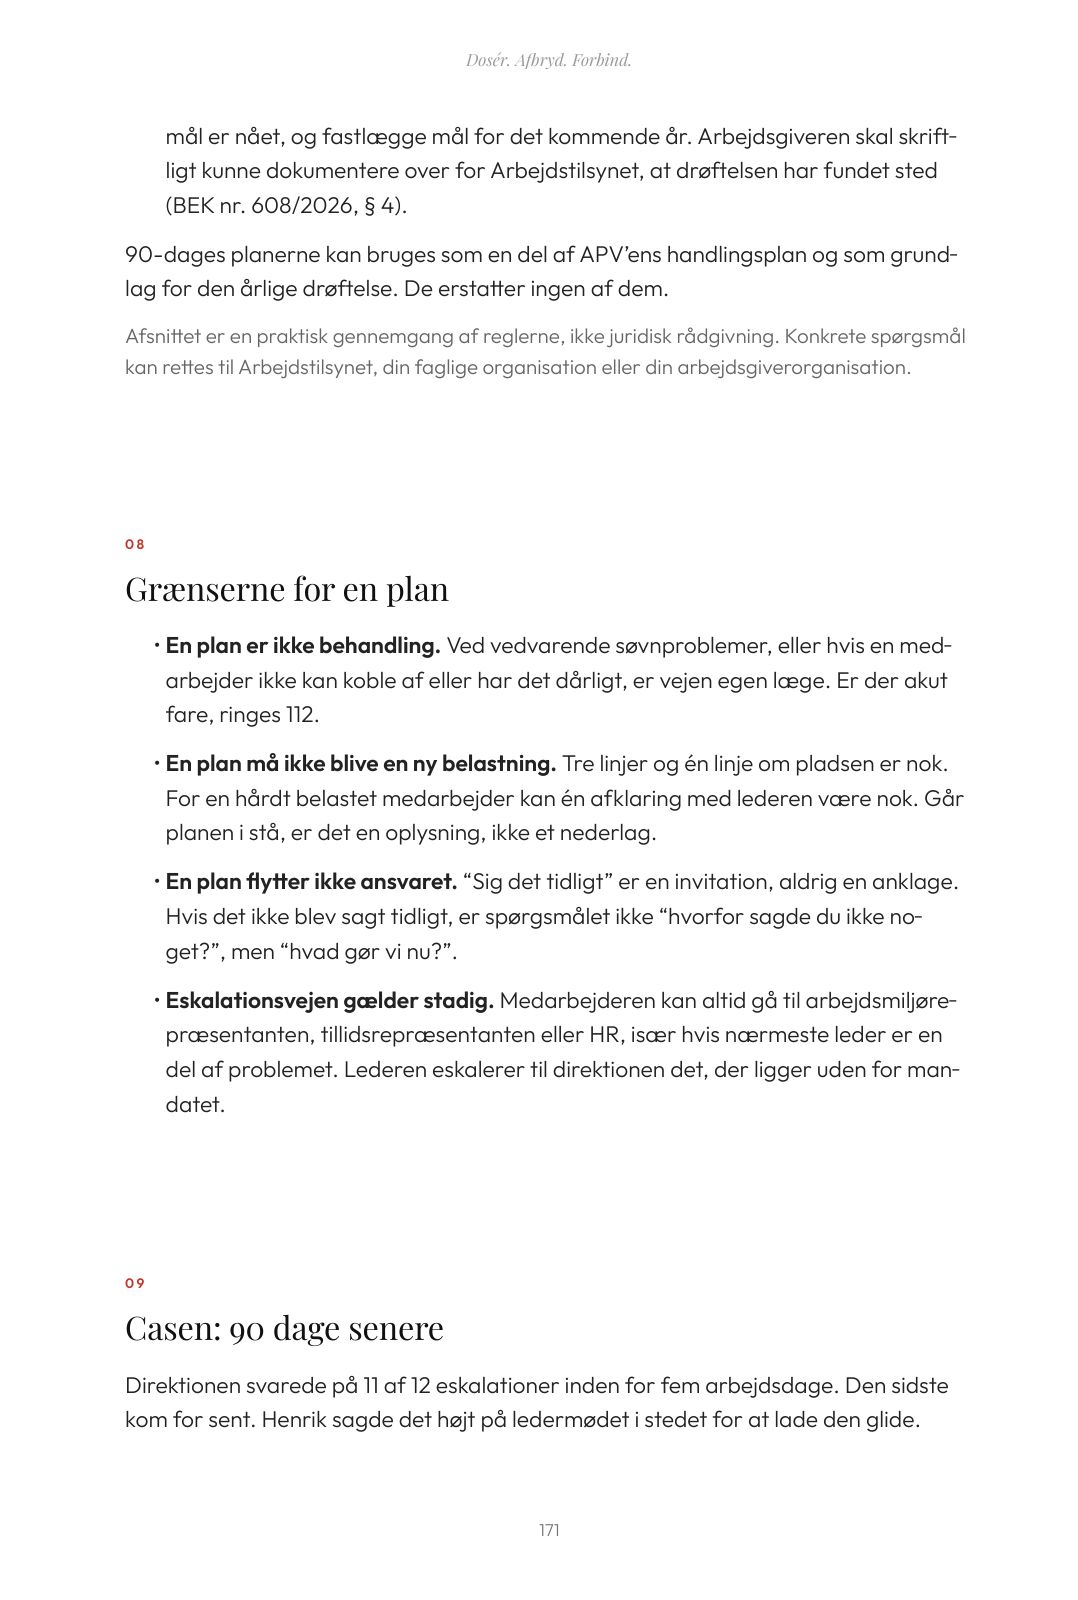 Dosér. Afbryd. Forbind.
mål er nået, og fastlægge mål for det kommende år. Arbejdsgiveren skal skrift-
ligt kunne dokumentere over for Arbejdstilsynet, at drøftelsen har fundet sted
(BEK nr. 608/2026, § 4).
90-dages planerne kan bruges som en del af APV’ens handlingsplan og som grund-
lag for den årlige drøftelse. De erstatter ingen af dem.
Afsnittet er en praktisk gennemgang af reglerne, ikke juridisk rådgivning. Konkrete spørgsmål
kan rettes til Arbejdstilsynet, din faglige organisation eller din arbejdsgiverorganisation.
08
Grænserne for en plan
• En plan er ikke behandling. Ved vedvarende søvnproblemer, eller hvis en med-
arbejder ikke kan koble af eller har det dårligt, er vejen egen læge. Er der akut
fare, ringes 112.
• En plan må ikke blive en ny belastning. Tre linjer og én linje om pladsen er nok.
For en hårdt belastet medarbejder kan én afklaring med lederen være nok. Går
planen i stå, er det en oplysning, ikke et nederlag.
• En plan flytter ikke ansvaret. “Sig det tidligt” er en invitation, aldrig en anklage.
Hvis det ikke blev sagt tidligt, er spørgsmålet ikke “hvorfor sagde du ikke no-
get?”, men “hvad gør vi nu?”.
• Eskalationsvejen gælder stadig. Medarbejderen kan altid gå til arbejdsmiljøre-
præsentanten, tillidsrepræsentanten eller HR, især hvis nærmeste leder er en
del af problemet. Lederen eskalerer til direktionen det, der ligger uden for man-
datet.
09
Casen: 90 dage senere
Direktionen svarede på 11 af 12 eskalationer inden for fem arbejdsdage. Den sidste
kom for sent. Henrik sagde det højt på ledermødet i stedet for at lade den glide.
171